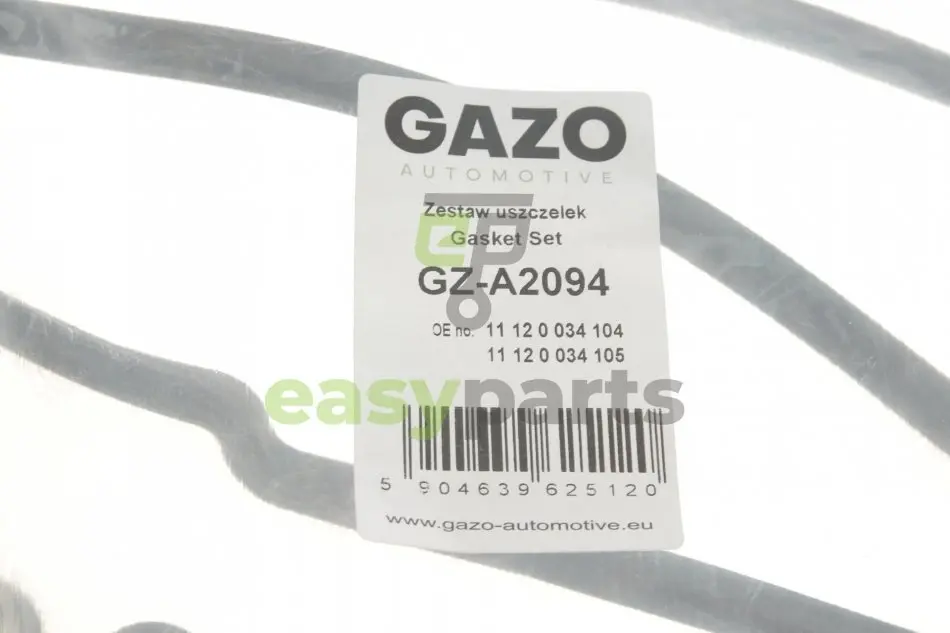 GAZO
AUTOMOTIVE
Zestaw uszczelek
Gasket Set
GZ-A2094
OE no. 11 12 0 034 104
11 12 0 034 105
easyparts
5 904639 625120
www.gazo-automotive.eu